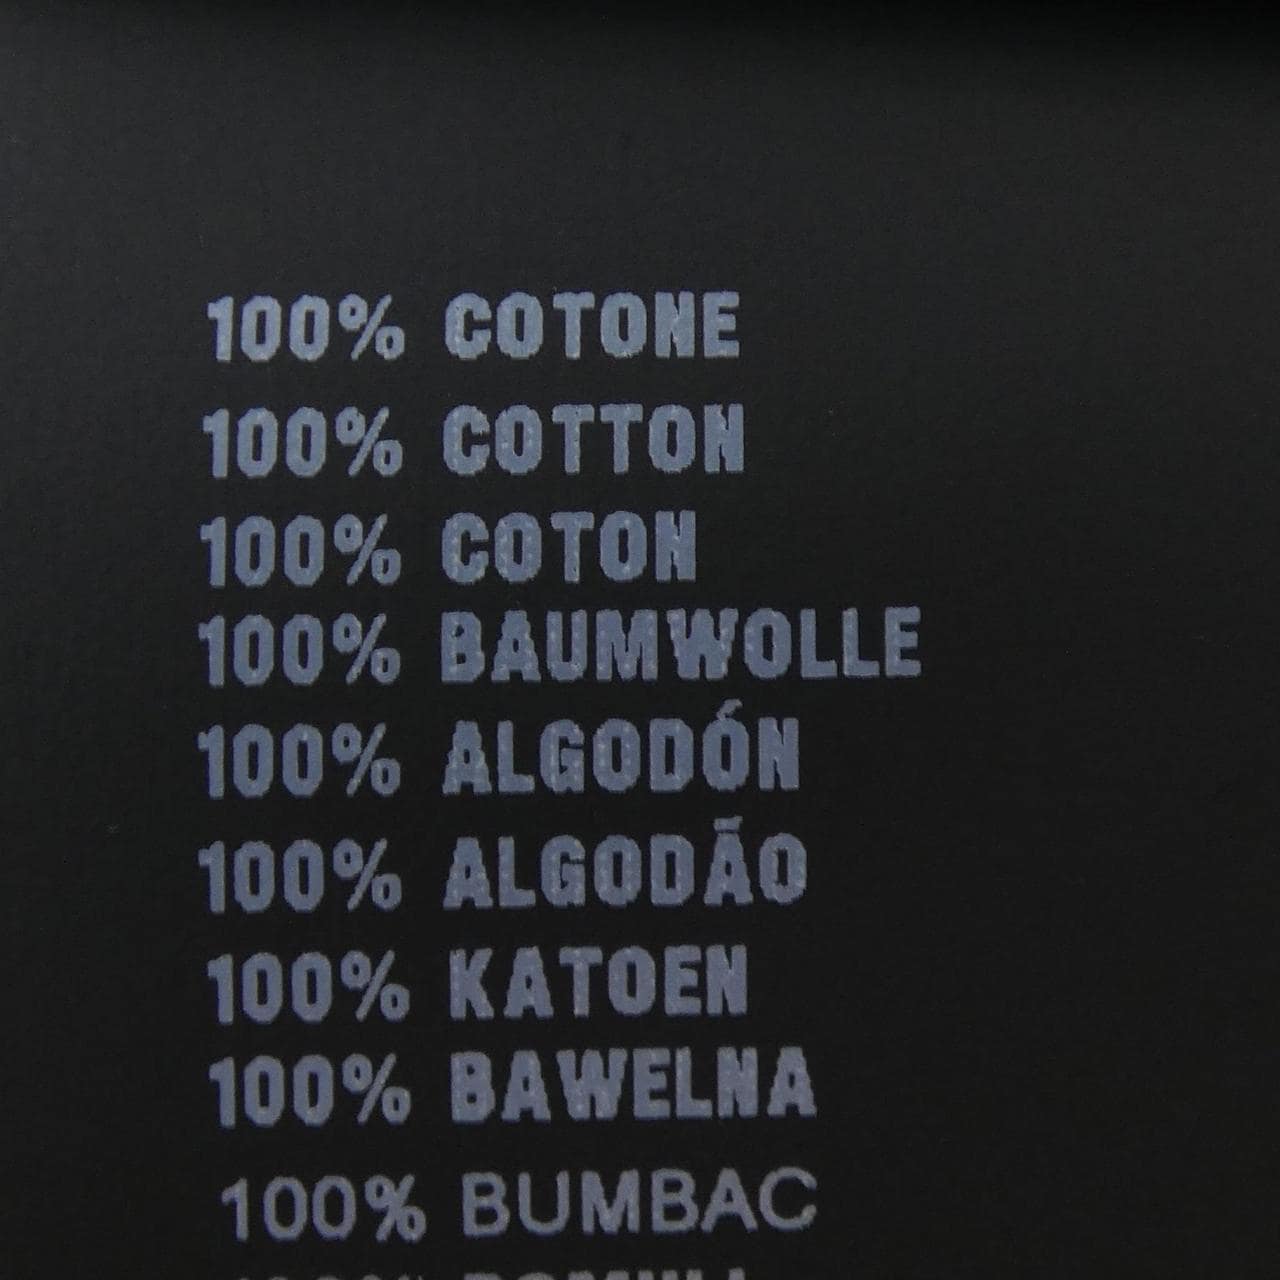 100% COTONE
100% COTTON
100% COTON
100% BAUMWOLLE
100% ALGODÓN
100% ALGODÃO
100% KATOEN
100% BAWELNA
100% BUMBAC